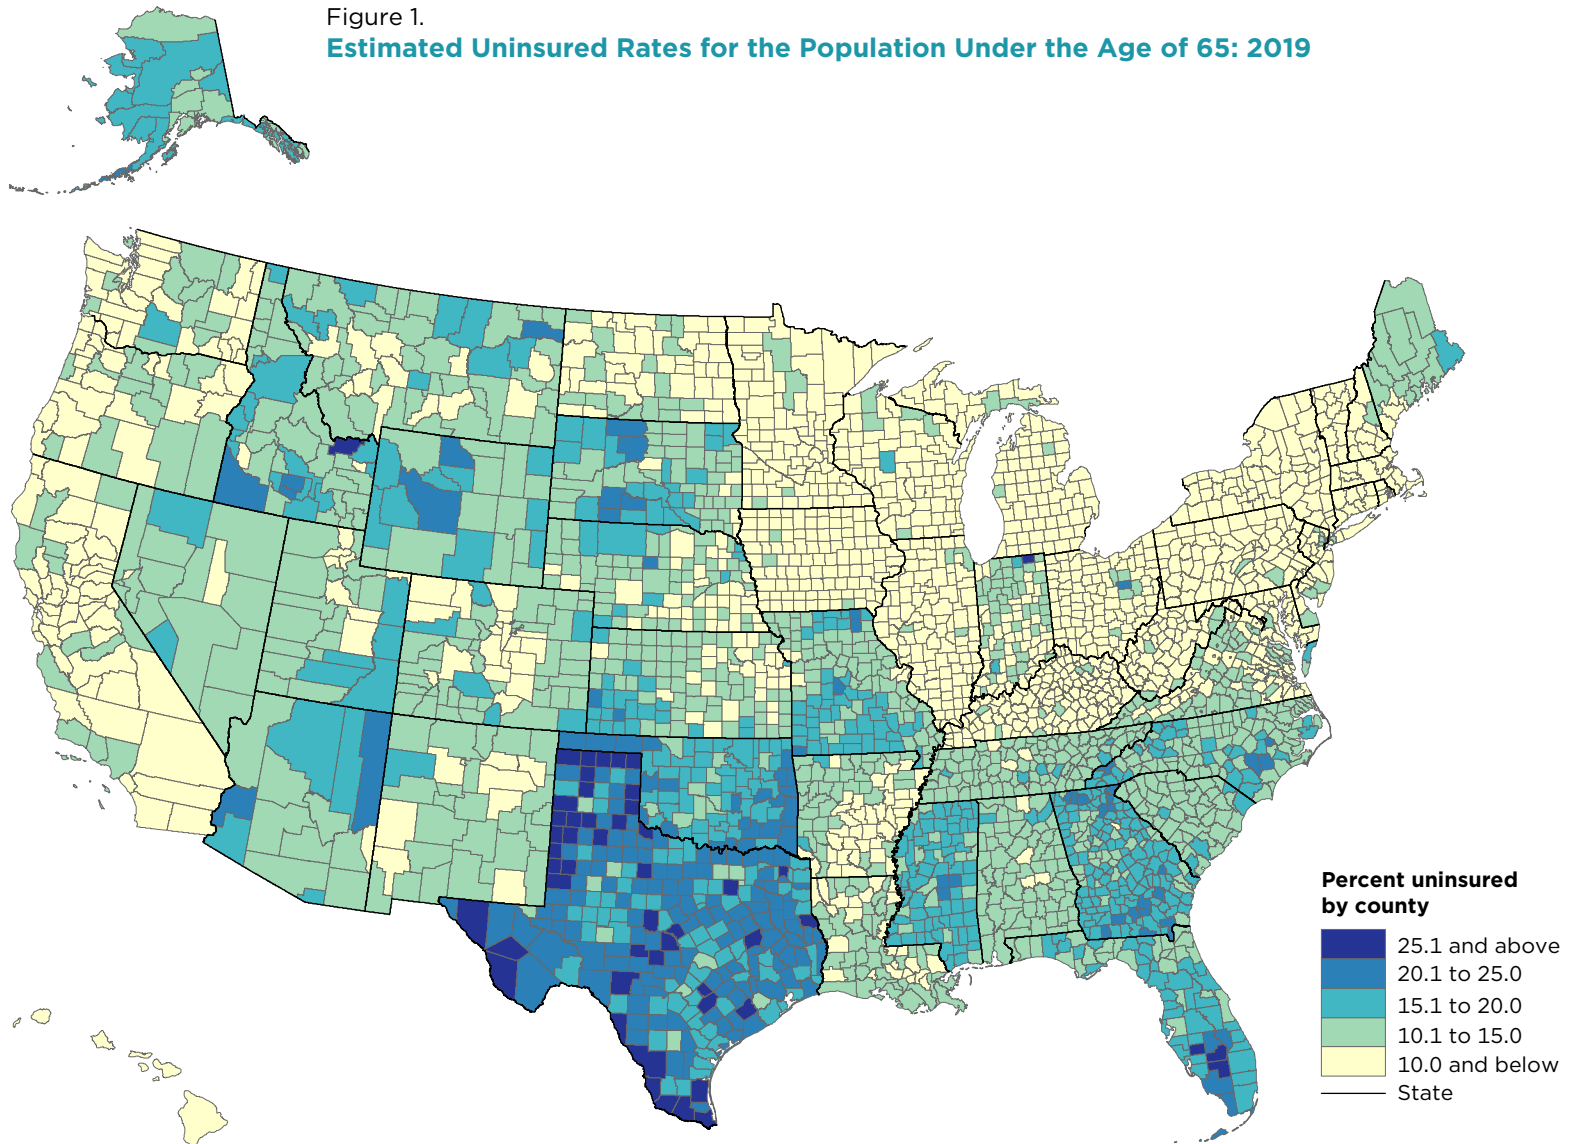 Figure 1.
Estimated Uninsured Rates for the Population Under the Age of 65: 2019
Percent uninsured
by county
25.1 and above
20.1 to 25.0
15.1 to 20.0
10.1 to 15.0
10.0 and below
State